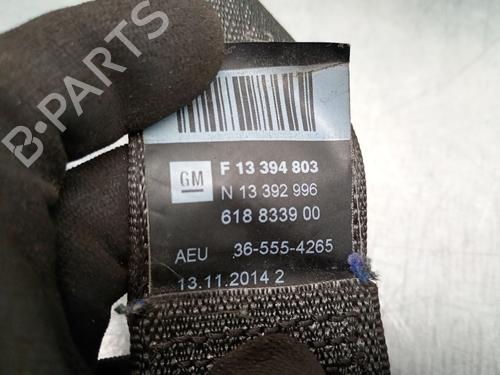 B-PARTS
GM
F 13 394 803
N 13 392 996
618 8339 00
AEU 36-555-4265
13.11.2014 2